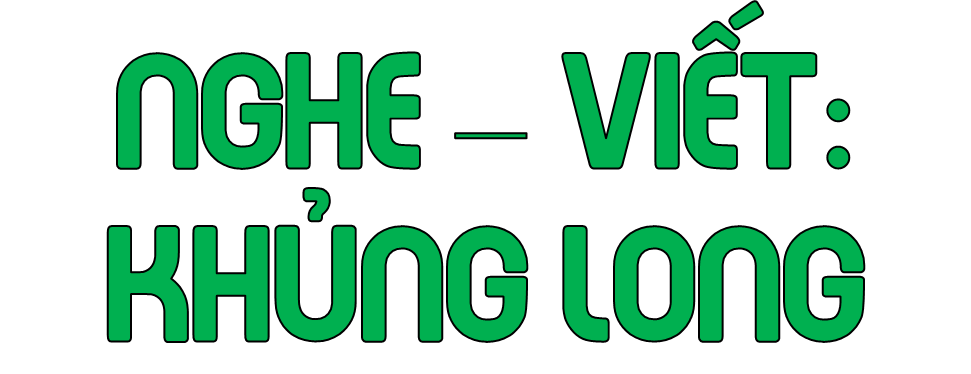 NGHE – VIẾT:
KHỦNG LONG